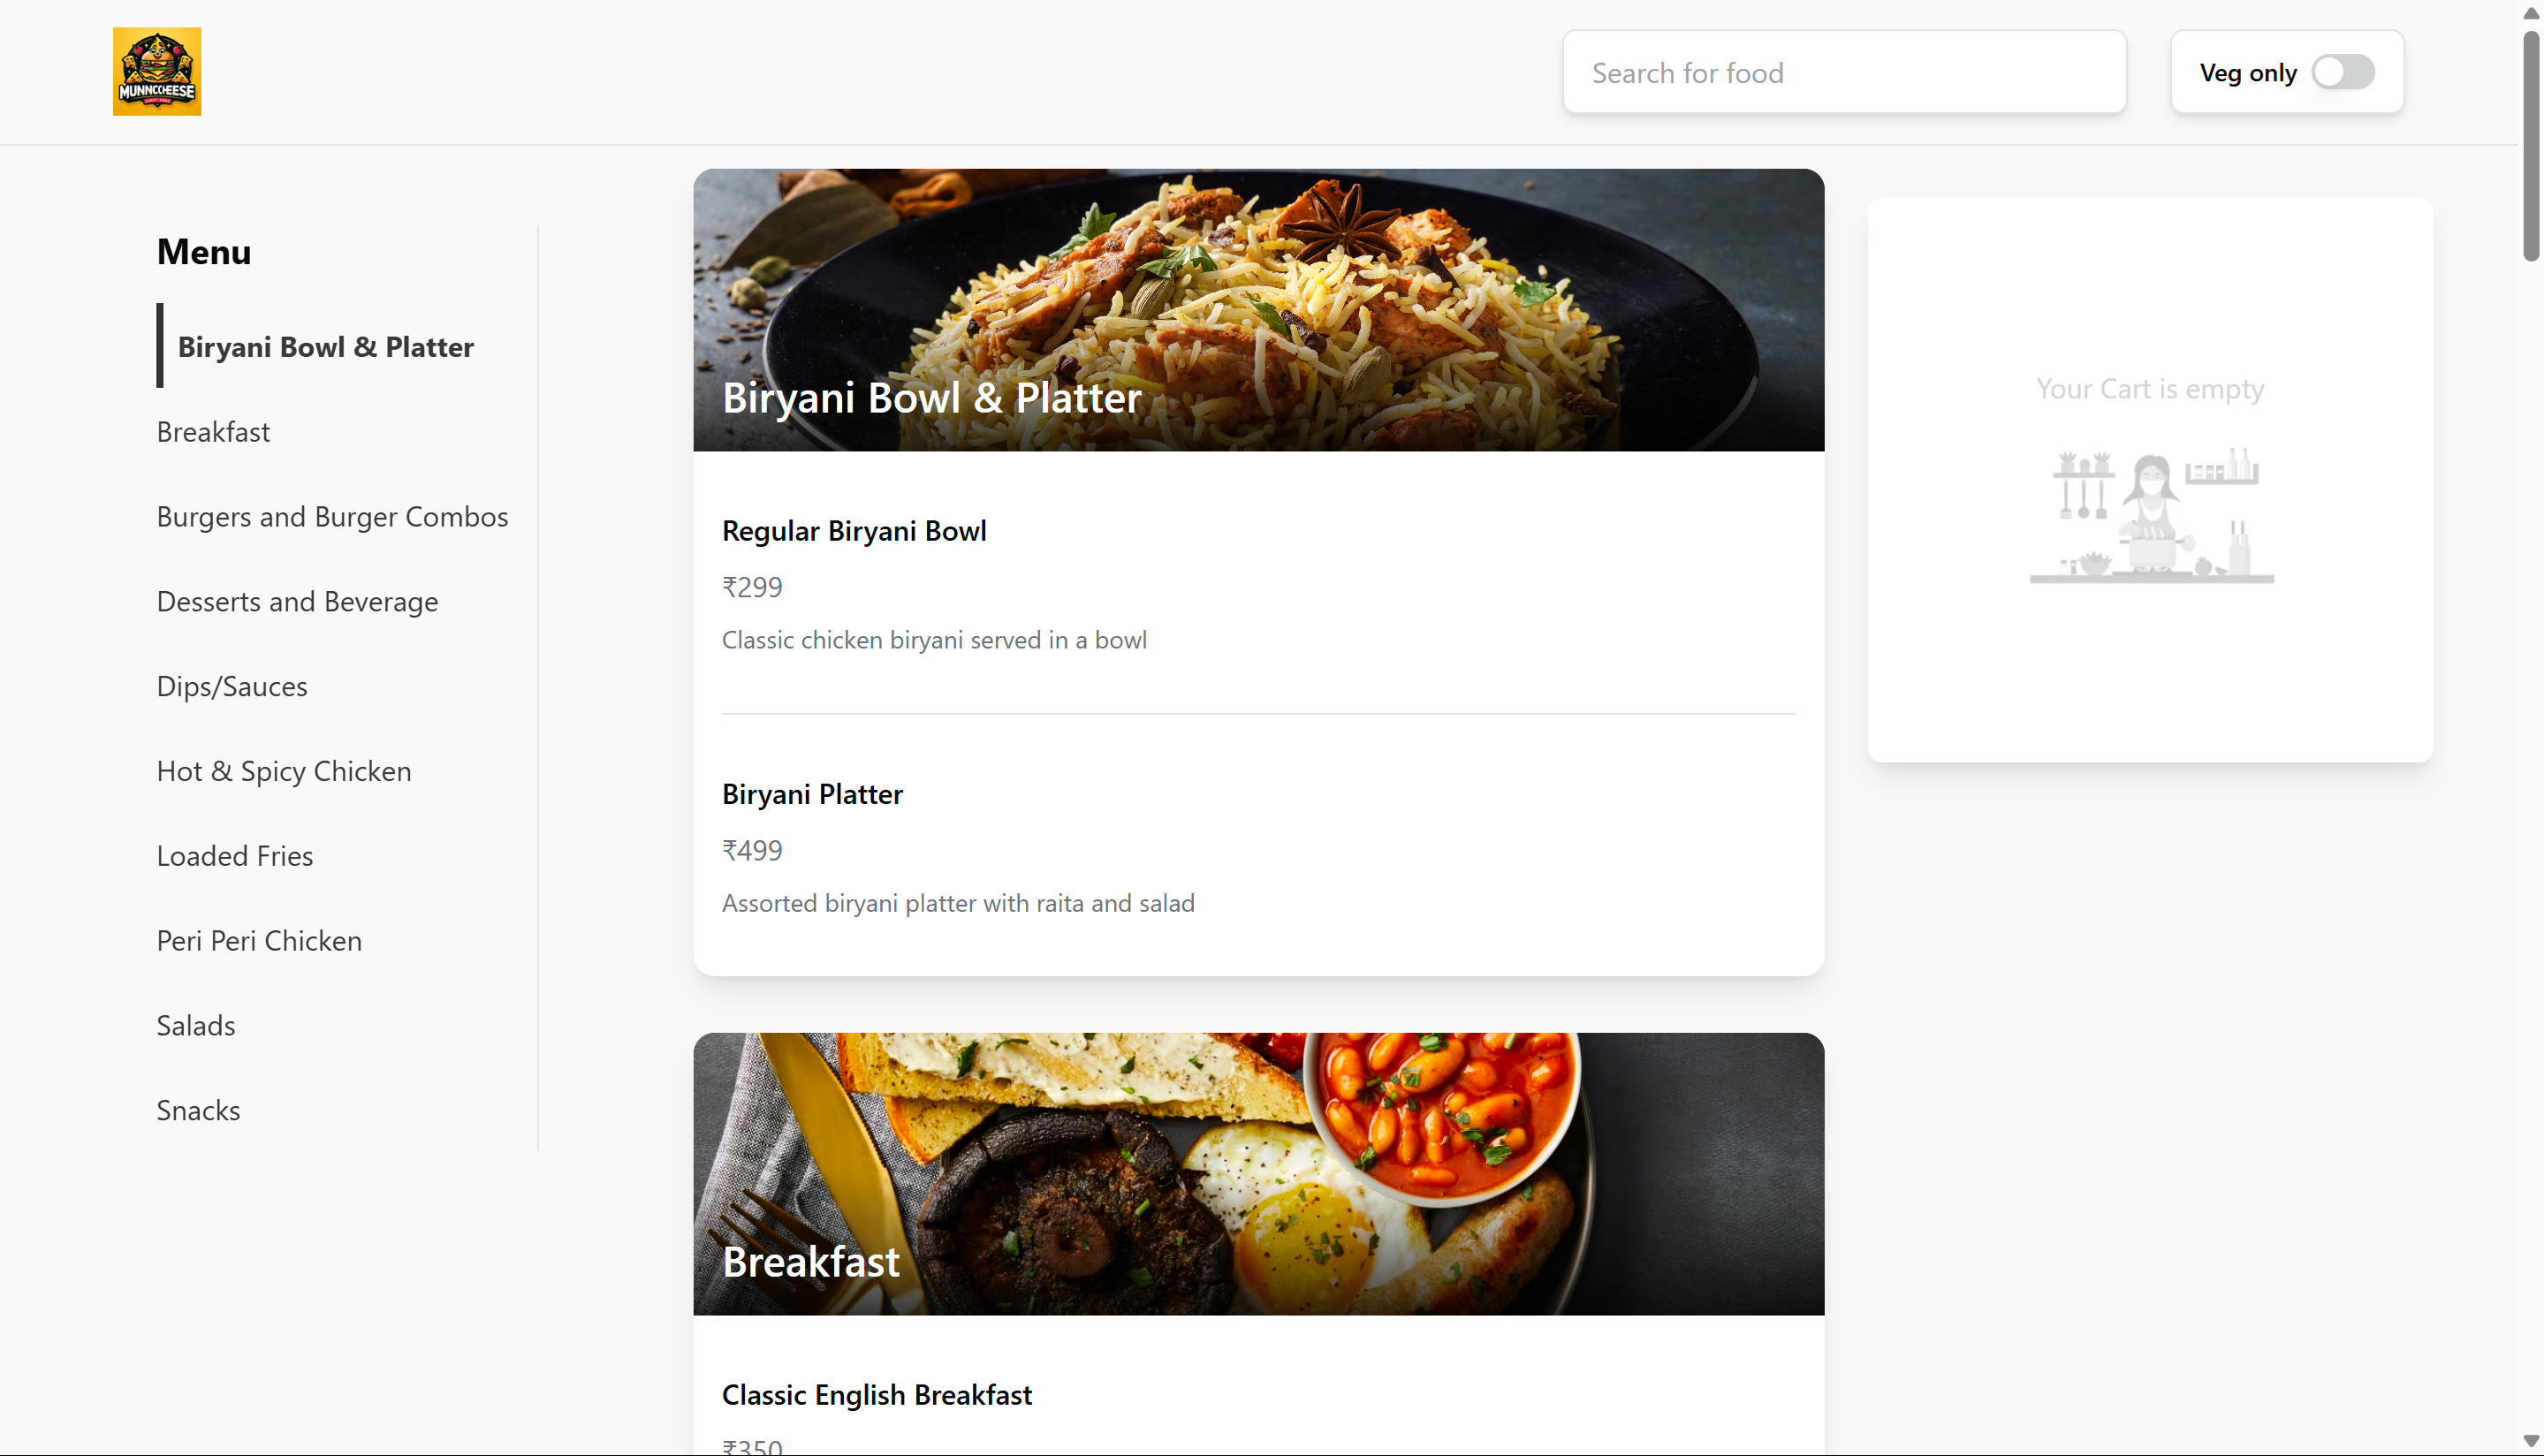 MUNNCCHEESE
Search for food
Veg only
Menu
Biryani Bowl & Platter
Breakfast
Burgers and Burger Combos
Desserts and Beverage
Dips/Sauces
Hot & Spicy Chicken
Loaded Fries
Peri Peri Chicken
Salads
Snacks
Biryani Bowl & Platter
Regular Biryani Bowl
₹299
Classic chicken biryani served in a bowl
Biryani Platter
₹499
Assorted biryani platter with raita and salad
Breakfast
Classic English Breakfast
₹350
Your Cart is empty